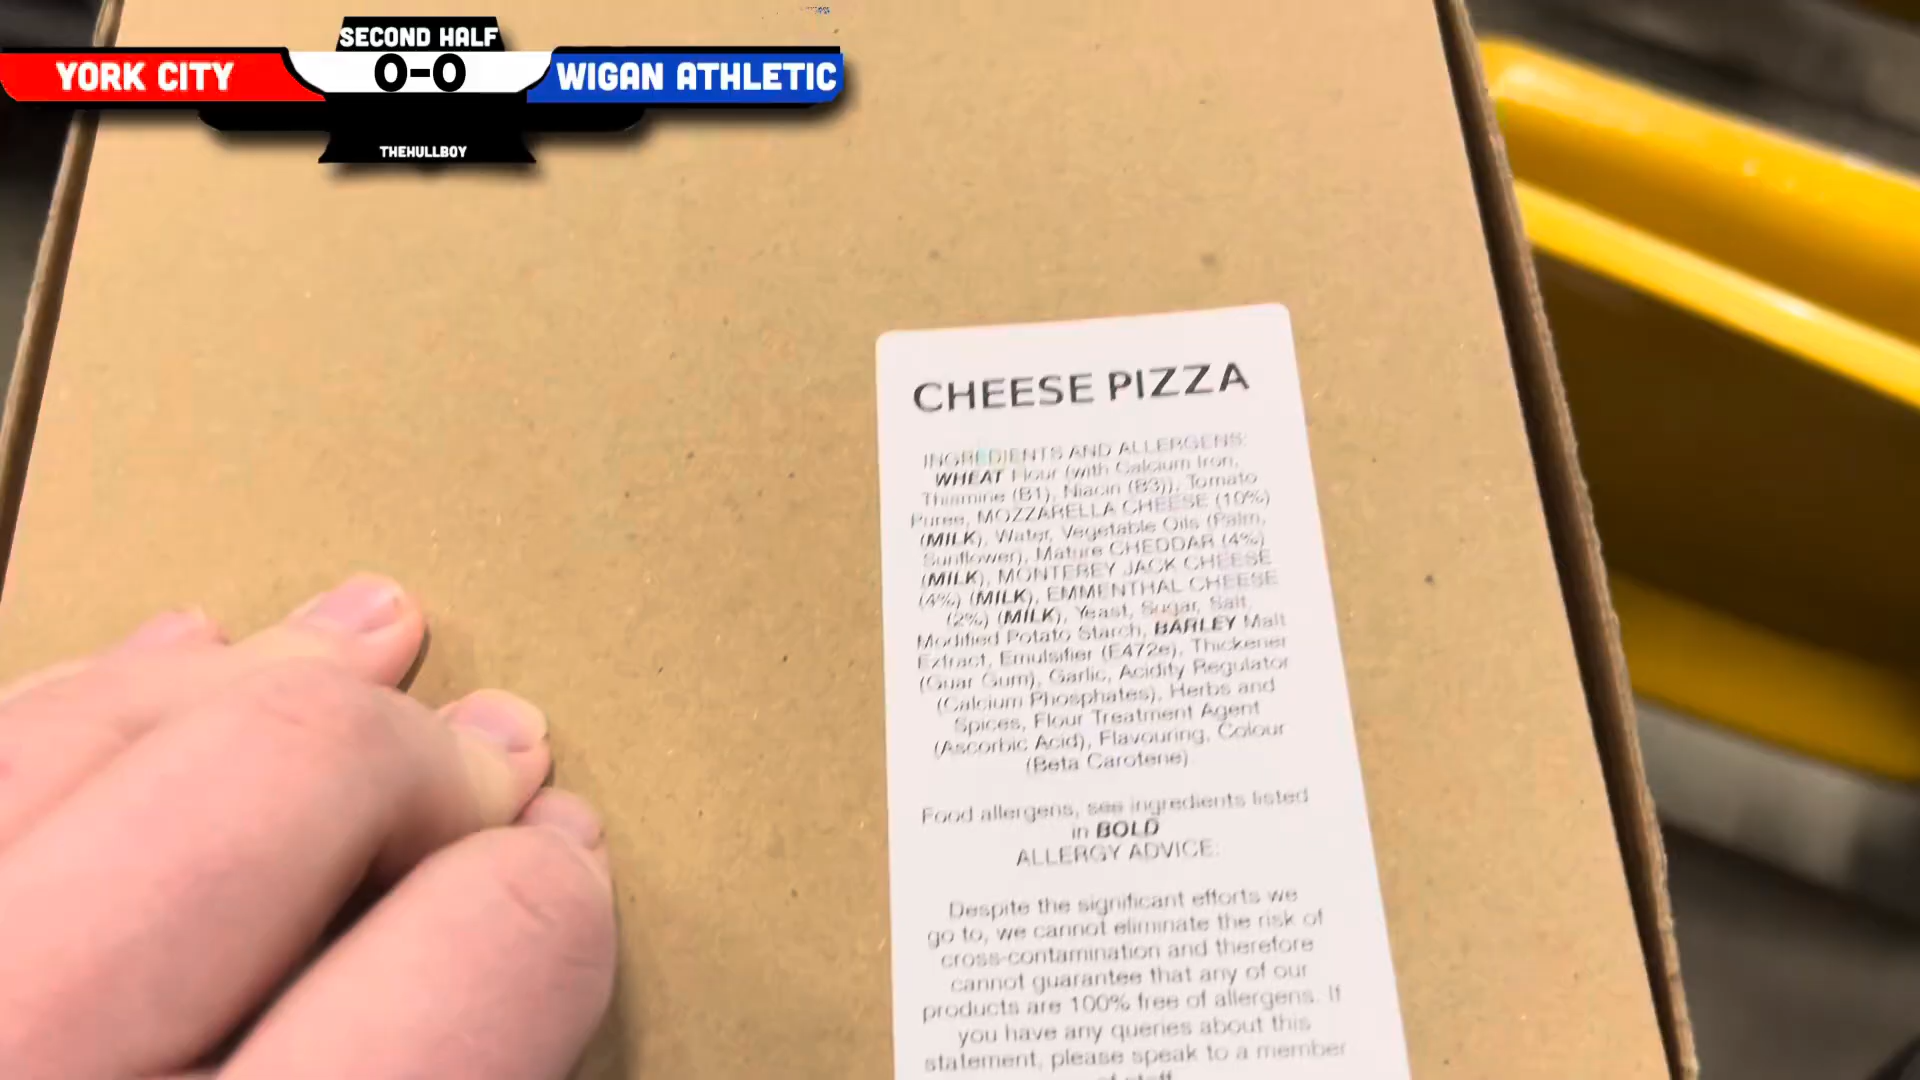 SECOND HALF
YORK CITY 0-0 WIGAN ATHLETIC
THEHULLBOY
CHEESE PIZZA
INGREDIENTS AND ALLERGENS:
WHEAT Flour (with Calcium Iron,
Thiamine (B1), Niacin (B3)), Tomato
Puree, MOZZARELLA CHEESE (10%)
(MILK), Water, Vegetable Oils (Palm,
Sunflower), Mature CHEDDAR (4%)
(MILK), MONTEREY JACK CHEESE
(4%) (MILK), EMMENTHAL CHEESE
(2%) (MILK), Yeast, Sugar, Salt,
Modified Potato Starch, BARLEY Malt
Extract, Emulsifier (E472e), Thickener
(Guar Gum), Garlic, Acidity Regulator
(Calcium Phosphates), Herbs and
Spices, Flour Treatment Agent
(Ascorbic Acid), Flavouring, Colour
(Beta Carotene).
Food allergens, see ingredients listed
in BOLD
ALLERGY ADVICE:
Despite the significant efforts we
go to, we cannot eliminate the risk of
cross-contamination and therefore
cannot guarantee that any of our
products are 100% free of allergens. If
you have any queries about this
statement, please speak to a member